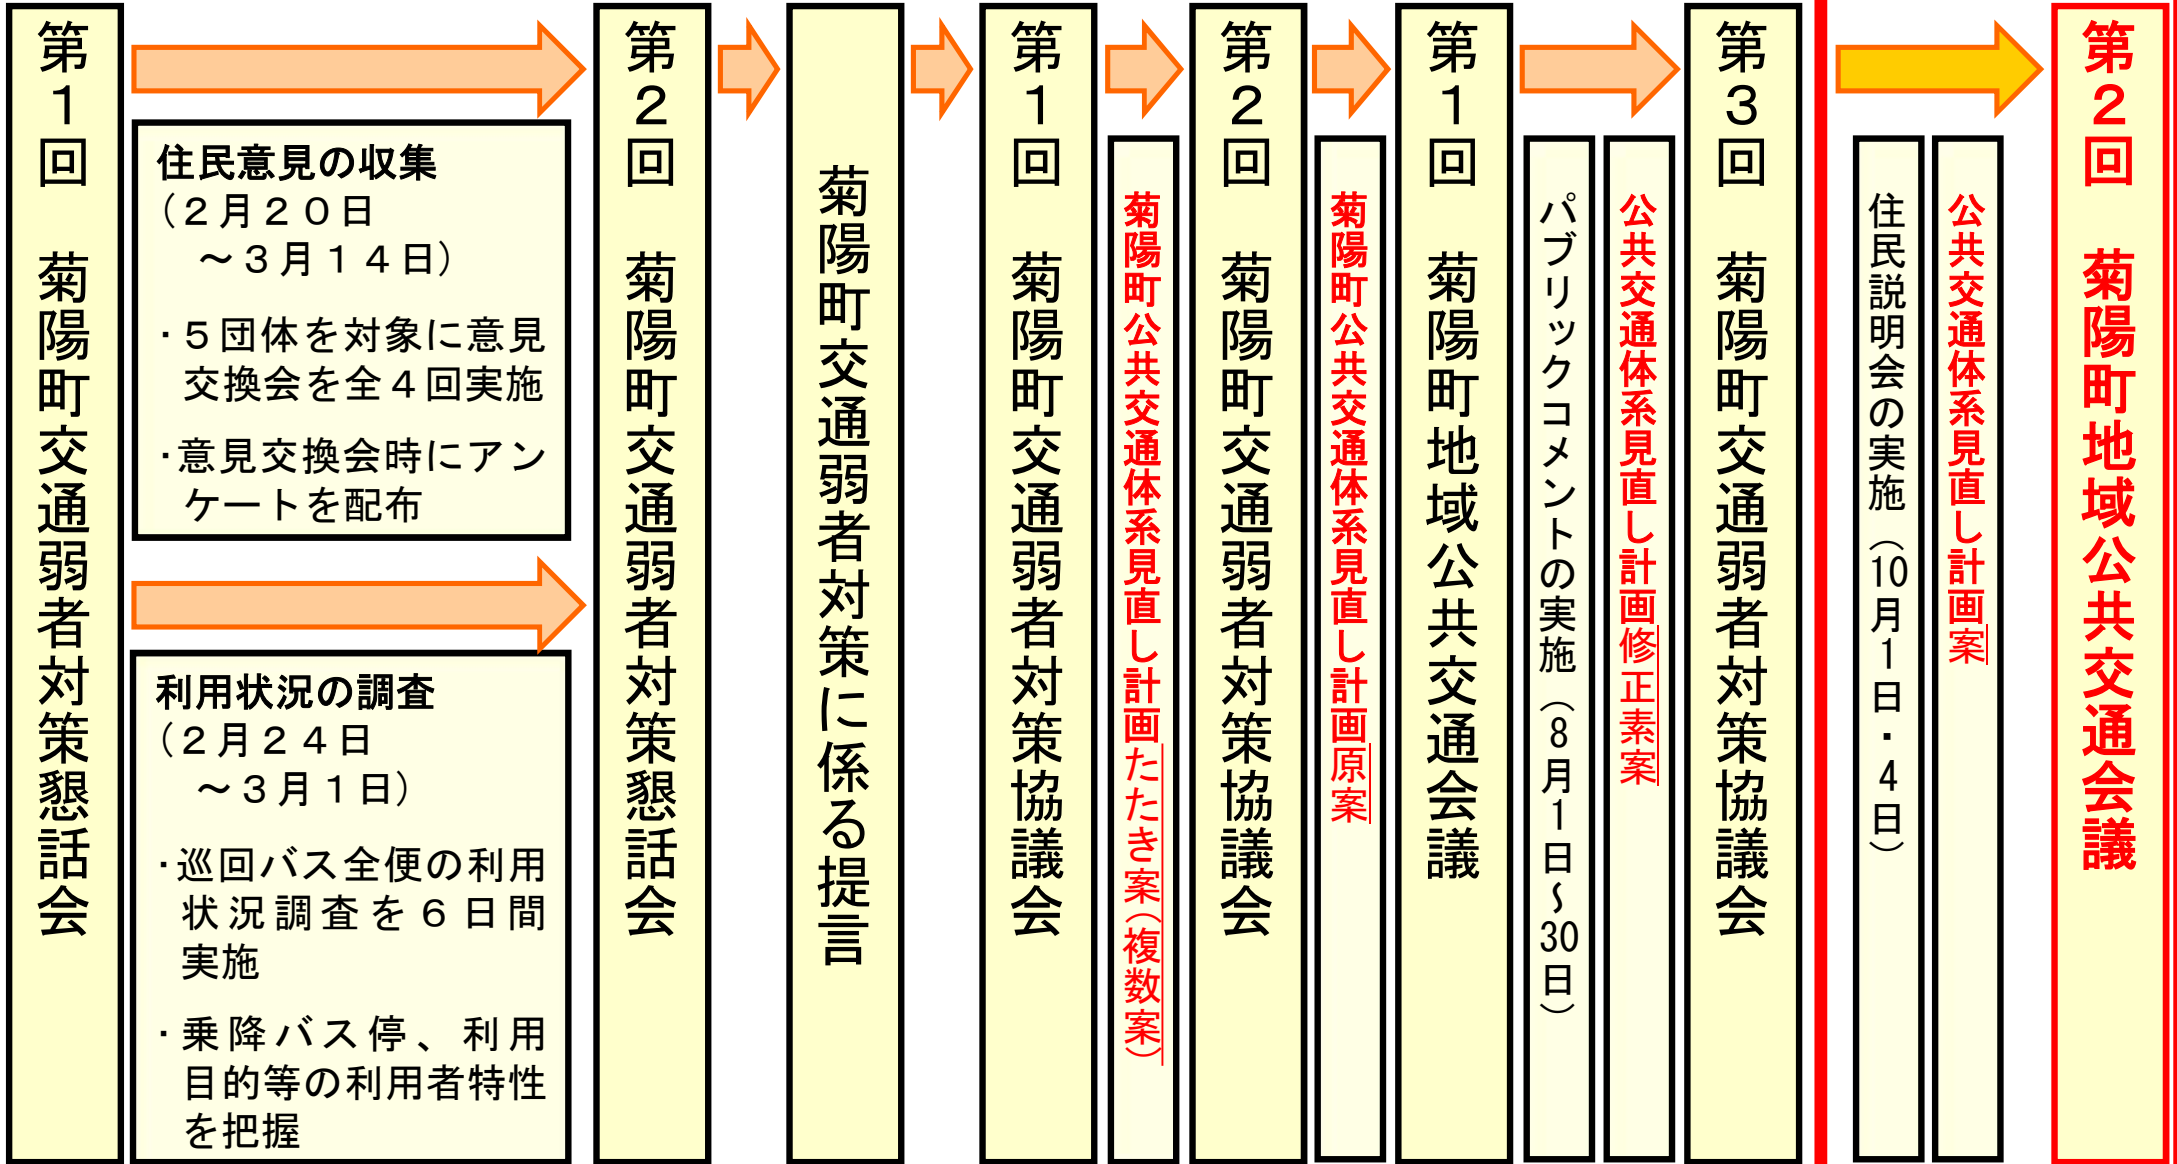 第１回　菊陽町交通弱者対策懇話会
住民意見の収集
（２月２０日
～３月１４日）
・５団体を対象に意見
交換会を全４回実施
・意見交換会時にアン
ケートを配布
利用状況の調査
（２月２４日
～３月１日）
・巡回バス全便の利用
状況調査を６日間
実施
・乗降バス停、利用
目的等の利用者特性
を把握
第２回　菊陽町交通弱者対策懇話会
菊陽町交通弱者対策に係る提言
第１回　菊陽町交通弱者対策協議会
菊陽町公共交通体系見直し計画たたき案（複数案）
第２回　菊陽町交通弱者対策協議会
菊陽町公共交通体系見直し計画原案
第１回　菊陽町地域公共交通会議
パブリックコメントの実施（8月1日～30日）
公共交通体系見直し計画修正素案
第３回　菊陽町交通弱者対策協議会
住民説明会の実施（10月1日・4日）
公共交通体系見直し計画案
第２回　菊陽町地域公共交通会議